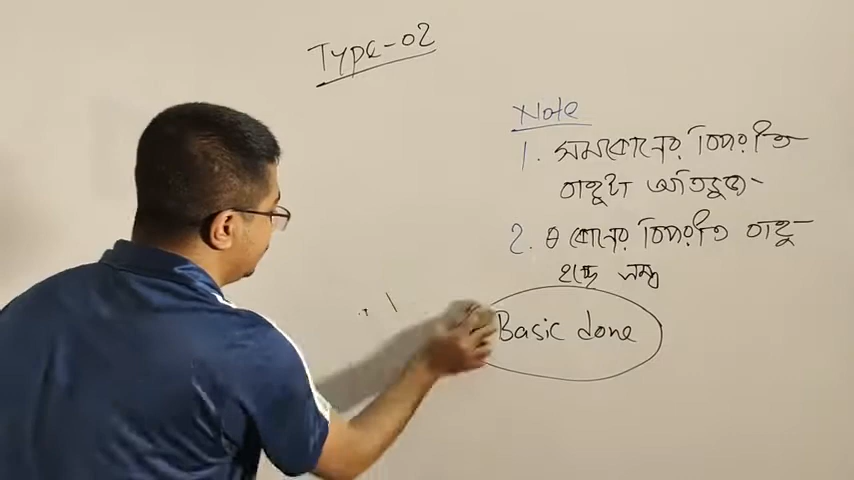 Type-02
Note
1. সমকোনের বিপরীত
বাহুই অতিভুজ-
2. θ কোনের বিপরীত বাহু-
হচ্ছে লম্ব
Basic done